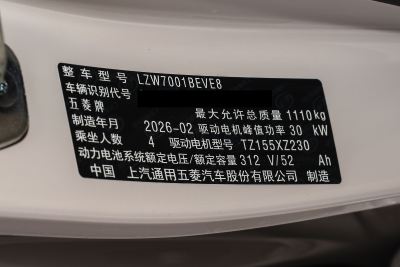 整车型号 LZW7001BEVE8
车辆识别代号
五菱牌 最大允许总质量 1110kg
制造年月 2026-02 驱动电机峰值功率 30 kW
乘坐人数 4 驱动电机型号 TZ155XZ230
动力电池系统额定电压/额定容量 312 V/52 Ah
中国 上汽通用五菱汽车股份有限公司 制造